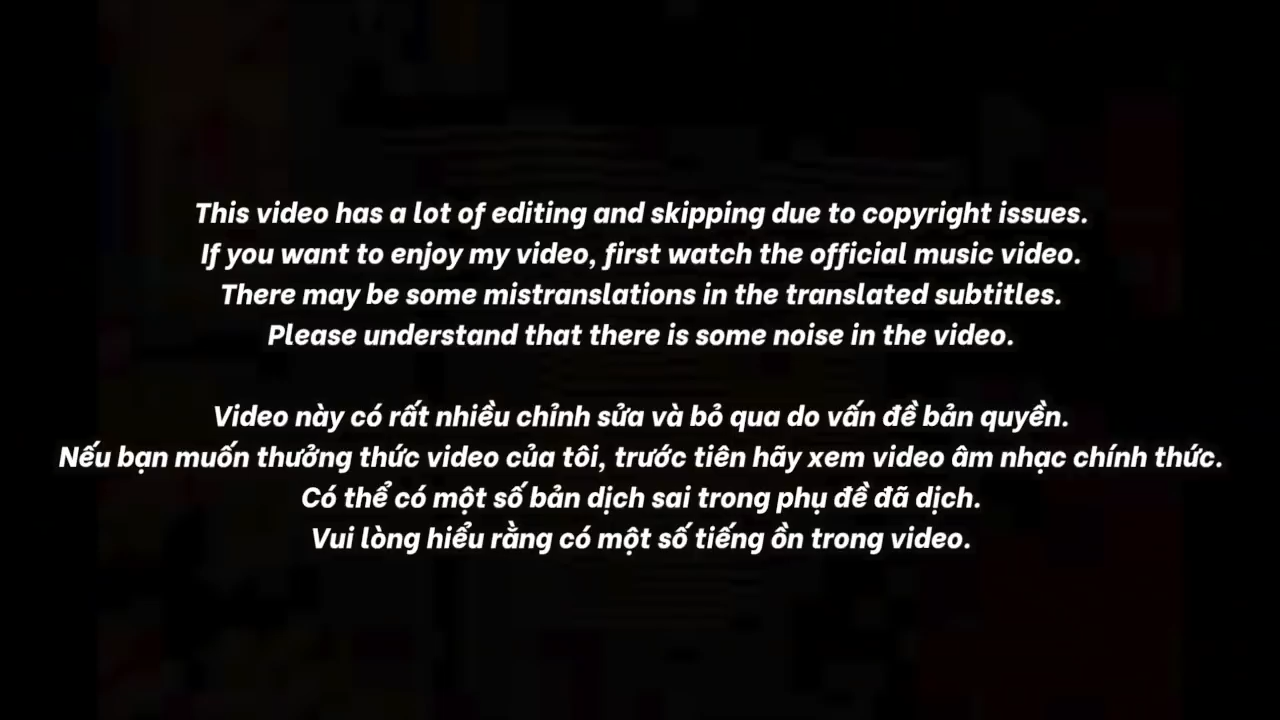 This video has a lot of editing and skipping due to copyright issues.
If you want to enjoy my video, first watch the official music video.
There may be some mistranslations in the translated subtitles.
Please understand that there is some noise in the video.
Video này có rất nhiều chỉnh sửa và bỏ qua do vấn đề bản quyền.
Nếu bạn muốn thưởng thức video của tôi, trước tiên hãy xem video âm nhạc chính thức.
Có thể có một số bản dịch sai trong phụ đề đã dịch.
Vui lòng hiểu rằng có một số tiếng ồn trong video.